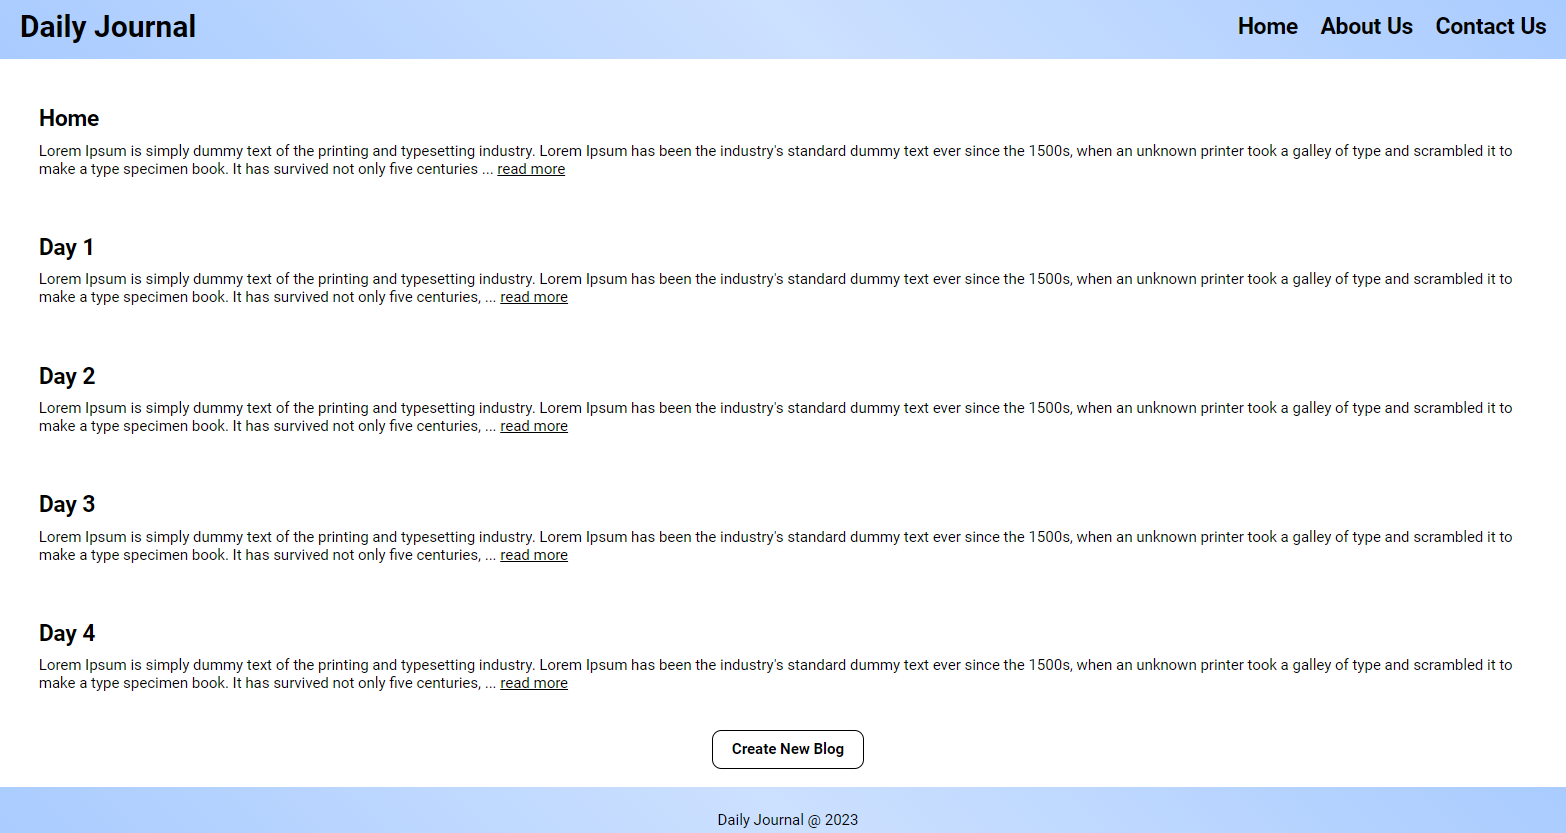 Daily Journal
Home About Us Contact Us
Home
Lorem Ipsum is simply dummy text of the printing and typesetting industry. Lorem Ipsum has been the industry's standard dummy text ever since the 1500s, when an unknown printer took a galley of type and scrambled it to
make a type specimen book. It has survived not only five centuries ... read more
Day 1
Lorem Ipsum is simply dummy text of the printing and typesetting industry. Lorem Ipsum has been the industry's standard dummy text ever since the 1500s, when an unknown printer took a galley of type and scrambled it to
make a type specimen book. It has survived not only five centuries, ... read more
Day 2
Lorem Ipsum is simply dummy text of the printing and typesetting industry. Lorem Ipsum has been the industry's standard dummy text ever since the 1500s, when an unknown printer took a galley of type and scrambled it to
make a type specimen book. It has survived not only five centuries, ... read more
Day 3
Lorem Ipsum is simply dummy text of the printing and typesetting industry. Lorem Ipsum has been the industry's standard dummy text ever since the 1500s, when an unknown printer took a galley of type and scrambled it to
make a type specimen book. It has survived not only five centuries, ... read more
Day 4
Lorem Ipsum is simply dummy text of the printing and typesetting industry. Lorem Ipsum has been the industry's standard dummy text ever since the 1500s, when an unknown printer took a galley of type and scrambled it to
make a type specimen book. It has survived not only five centuries, ... read more
Create New Blog
Daily Journal @ 2023